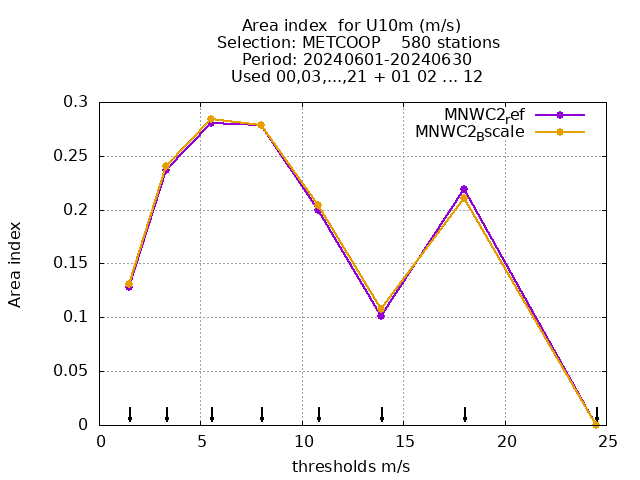 Area index  for U10m (m/s)
Selection: METCOOP    580 stations
Period: 20240601-20240630
Used 00,03,...,21 + 01 02 ... 12
MNWC2ref
MNWC2Bscale
0.3
0.25
0.2
0.15
0.1
0.05
0
Area index
0 5 10 15 20 25
thresholds m/s